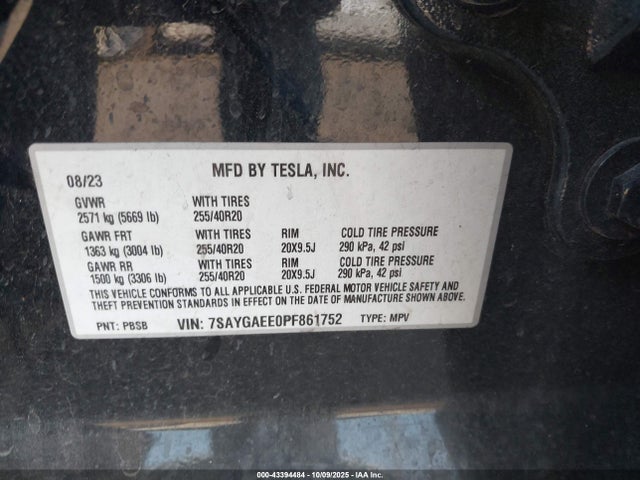 MFD BY TESLA, INC.
08/23
GVWR WITH TIRES
2571 kg (5669 lb) 255/40R20
GAWR FRT WITH TIRES RIM COLD TIRE PRESSURE
1363 kg (3004 lb) 255/40R20 20X9.5J 290 kPa, 42 psi
GAWR RR WITH TIRES RIM COLD TIRE PRESSURE
1500 kg (3306 lb) 255/40R20 20X9.5J 290 kPa, 42 psi
THIS VEHICLE CONFORMS TO ALL APPLICABLE U.S. FEDERAL MOTOR VEHICLE SAFETY AND
THEFT PREVENTION STANDARDS IN EFFECT ON THE DATE OF MANUFACTURE SHOWN ABOVE.
PNT: PBSB VIN: 7SAYGAEE0PF861752 TYPE: MPV
000-43394484 - 10/09/2025 - IAA Inc.